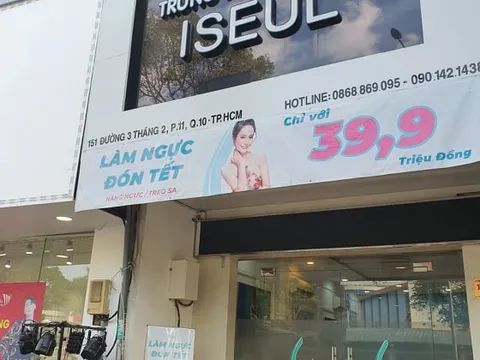 TRUNG
ISEUL
HOTLINE: 0868.869.095 - 090.142.1438
151 ĐƯỜNG 3 THÁNG 2, P.11, Q.10 - TP.HCM
LÀM NGỰC
ĐÓN TẾT
NÂNG NGỰC / TREO SA
Chỉ với
39,9
Triệu Đồng
LÀM NGỰC
ĐÓN TẾT